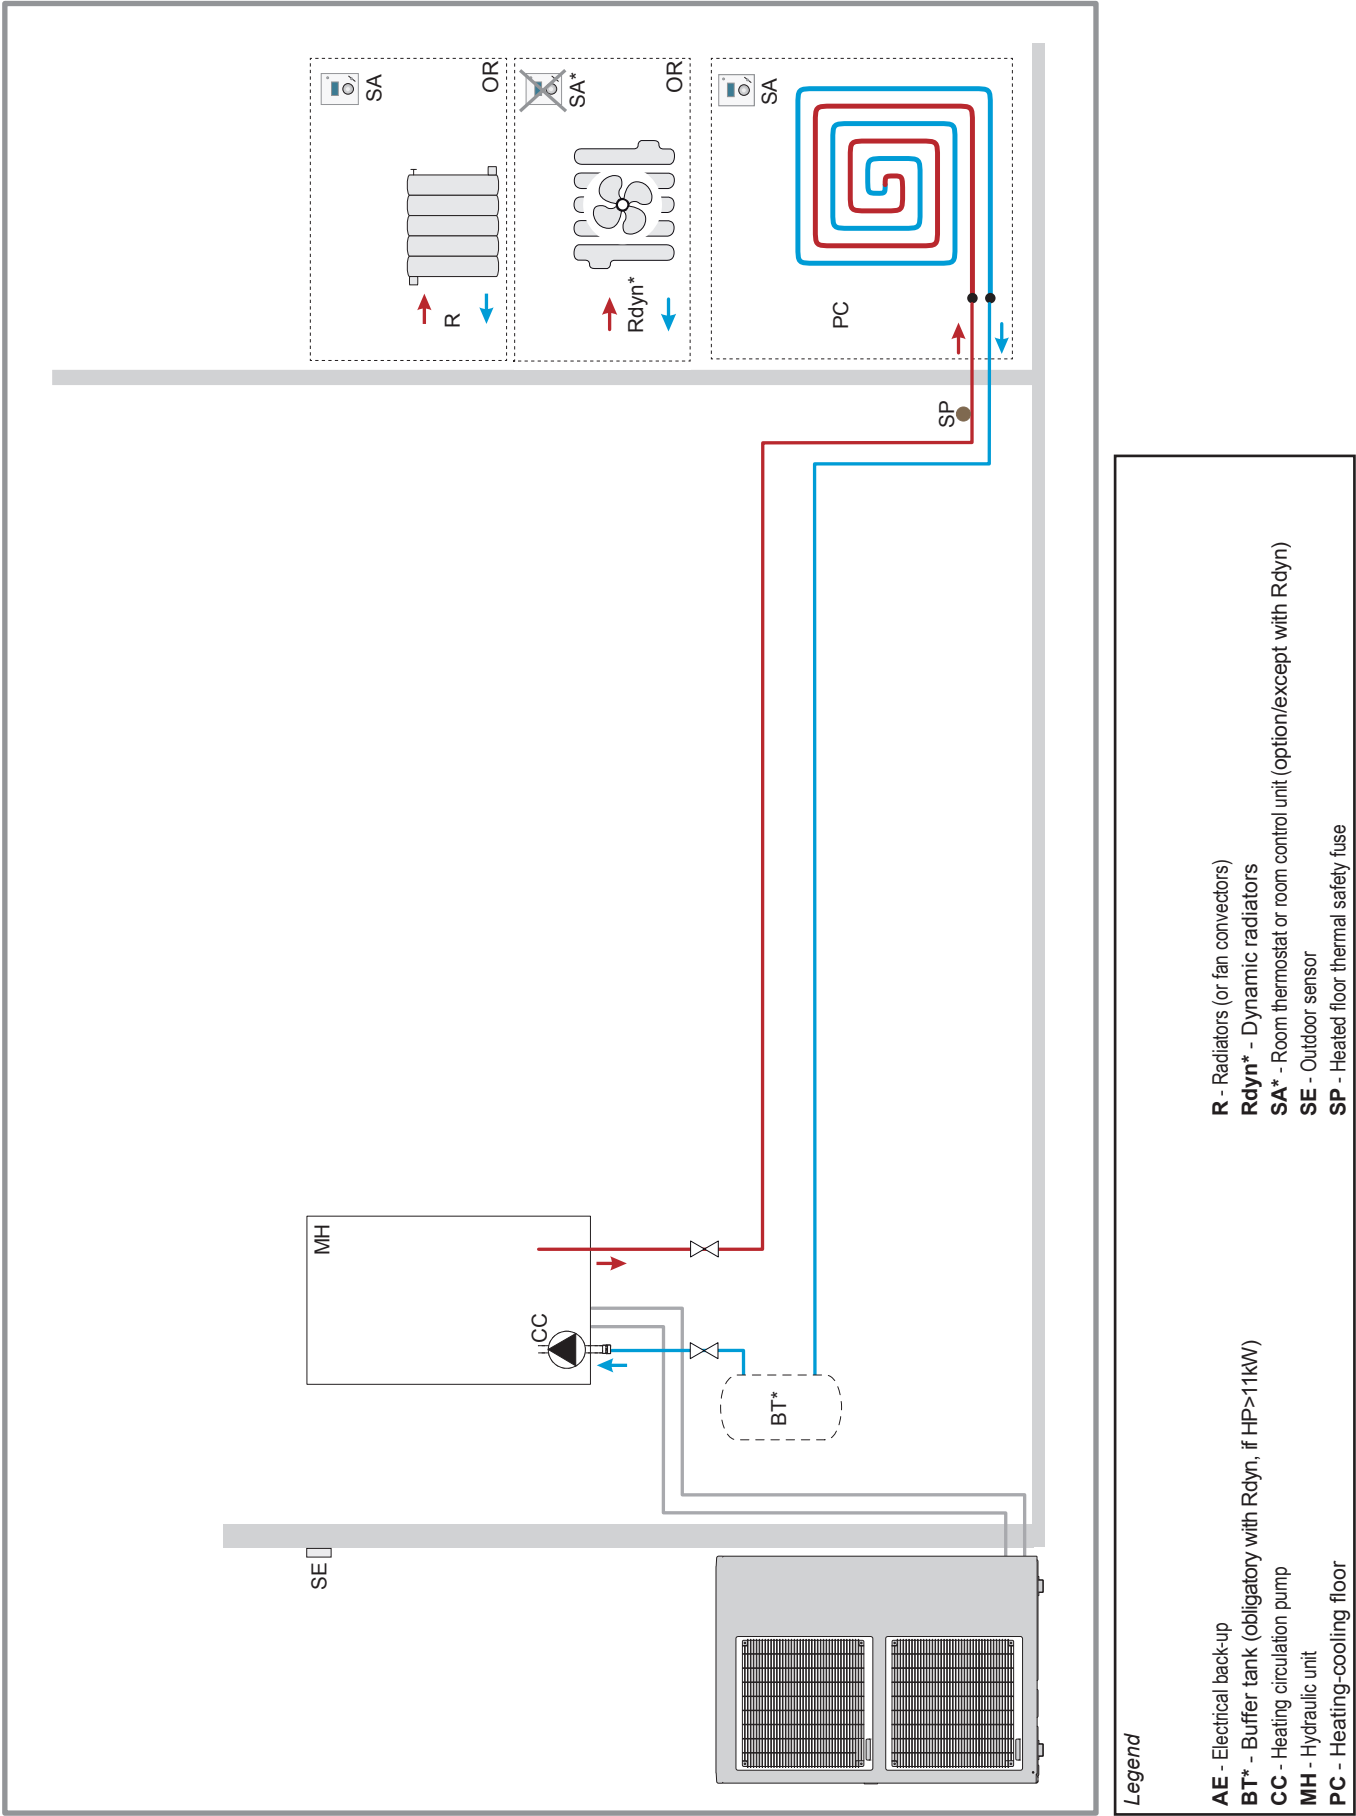 SA
OR
SA*
OR
SA
R
Rdyn*
PC
SP
MH
CC
BT*
SE
Legend
AE - Electrical back-up
BT* - Buffer tank (obligatory with Rdyn, if HP>11kW)
CC - Heating circulation pump
MH - Hydraulic unit
PC - Heating-cooling floor
R - Radiators (or fan convectors)
Rdyn* - Dynamic radiators
SA* - Room thermostat or room control unit (option/except with Rdyn)
SE - Outdoor sensor
SP - Heated floor thermal safety fuse